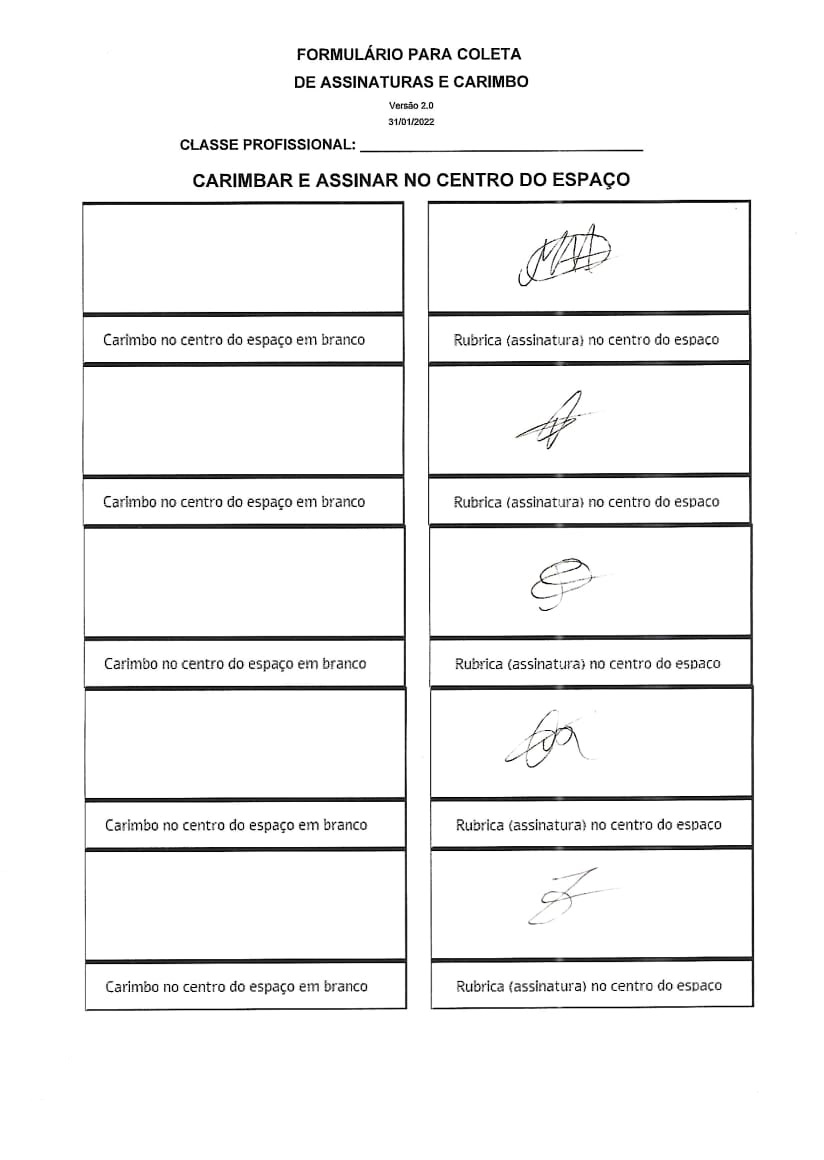 FORMULÁRIO PARA COLETA
DE ASSINATURAS E CARIMBO
Versão 2.0
31/01/2022
CLASSE PROFISSIONAL:
CARIMBAR E ASSINAR NO CENTRO DO ESPAÇO
Carimbo no centro do espaço em branco
Rubrica (assinatura) no centro do espaco
Carimbo no centro do espaço em branco
Rubrica (assinatura) no centro do espaco
Carimbo no centro do espaço em branco
Rubrica (assinatura) no centro do espaco
Carimbo no centro do espaço em branco
Rubrica (assinatura) no centro do espaco
Carimbo no centro do espaço em branco
Rubrica (assinatura) no centro do espaco